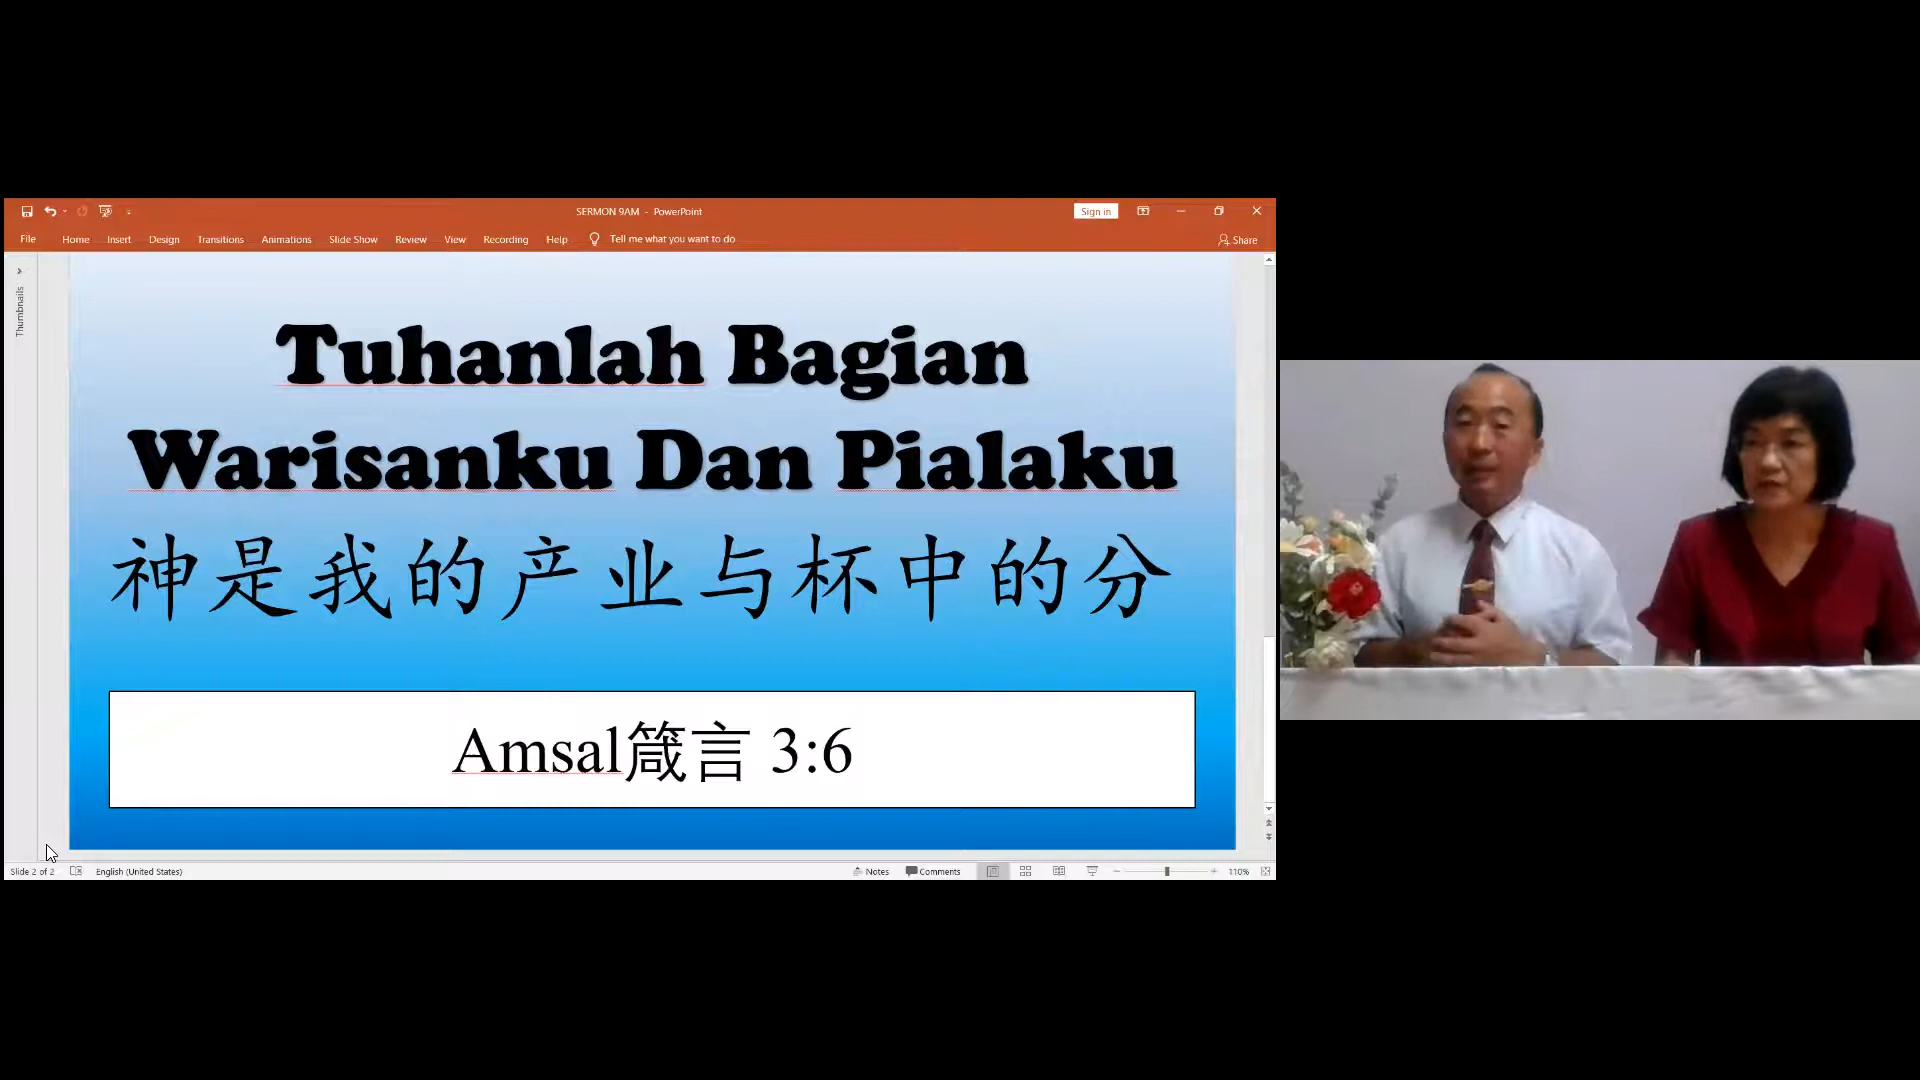 SERMON 9AM - PowerPoint
Sign in
File Home Insert Design Transitions Animations Slide Show Review View Recording Help Tell me what you want to do Share
Thumbnails
Tuhanlah Bagian
Warisanku Dan Pialaku
神是我的产业与杯中的分
Amsal箴言 3:6
Slide 2 of 2 English (United States) Notes Comments 110%